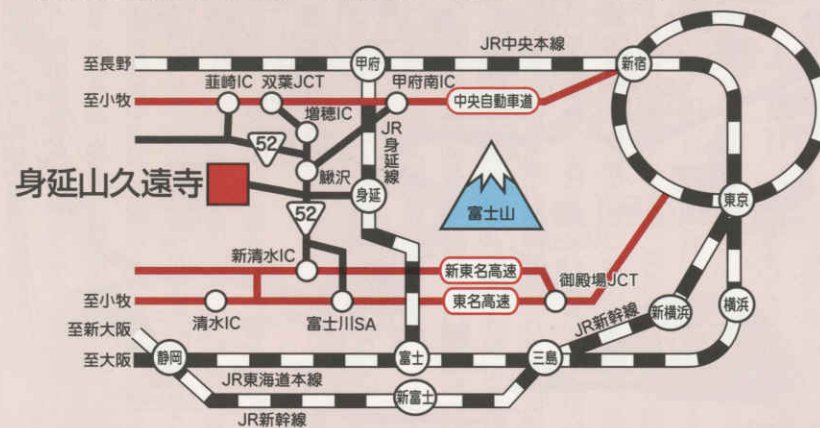 JR中央本線
至長野
甲府
新宿
韮崎IC
双葉JCT
甲府南IC
至小牧
中央自動車道
増穂IC
52
JR身延線
鰍沢
身延山久遠寺
身延
富士山
東京
52
新清水IC
新東名高速
御殿場JCT
至小牧
東名高速
清水IC
富士川SA
新横浜
横浜
至新大阪
JR新幹線
至大阪
静岡
富士
三島
JR東海道本線
新富士
JR新幹線